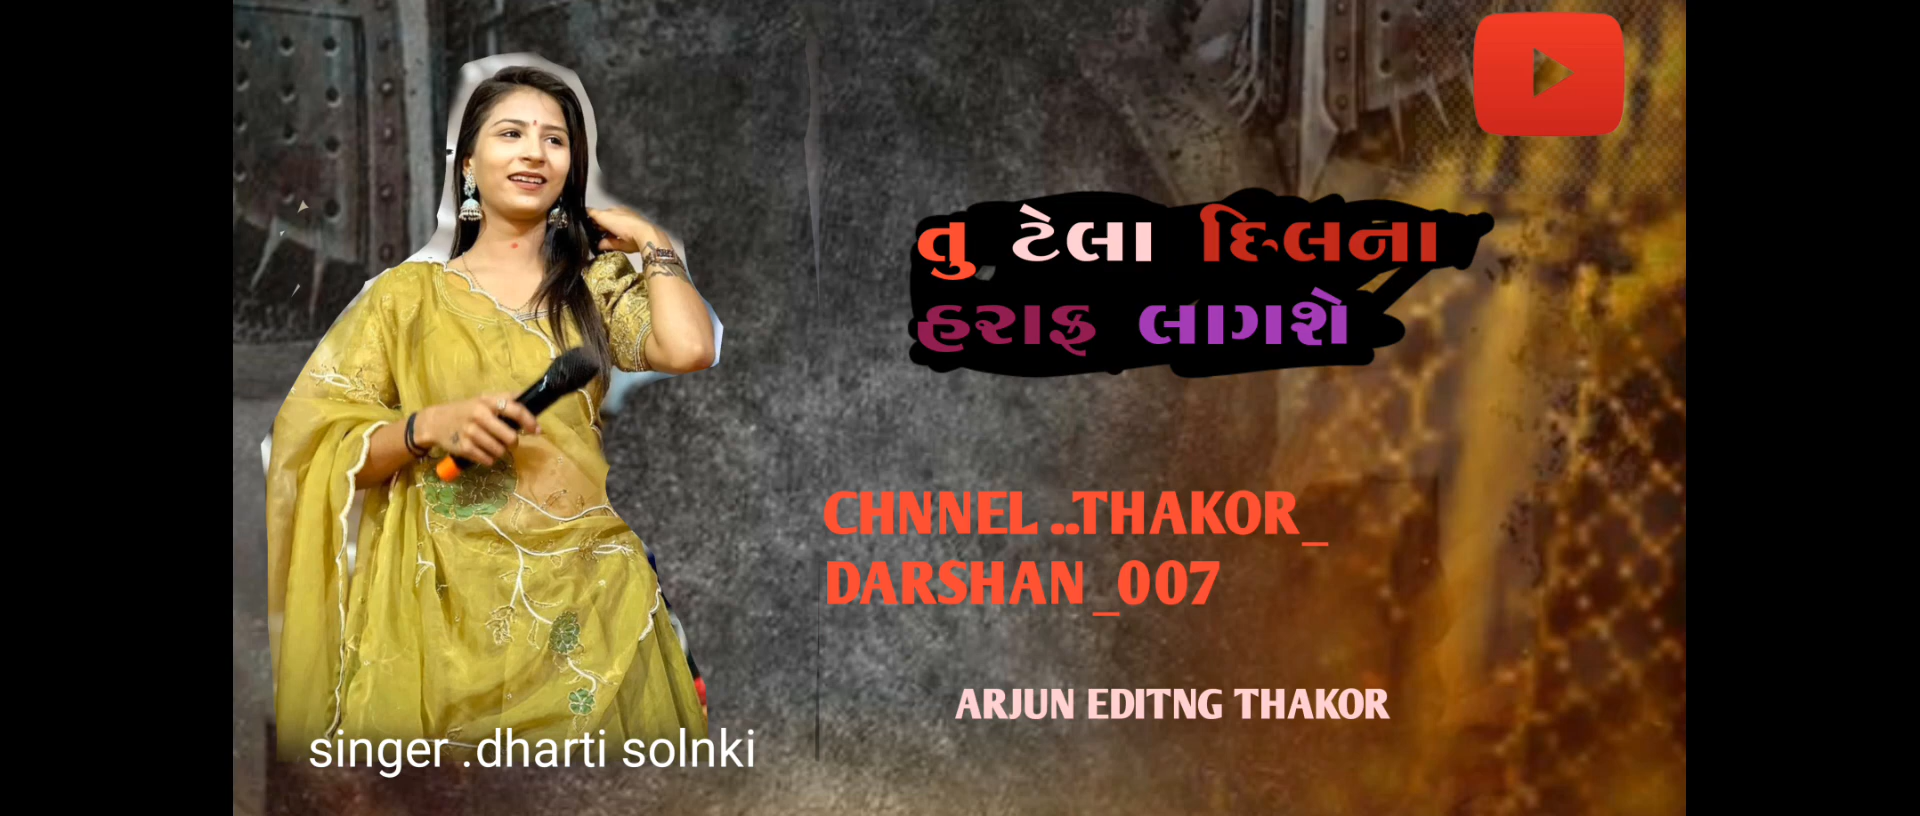 તુ ટેલા દિલના
હરાફ લાગશે
CHNNEL ..THAKOR_
DARSHAN_007
ARJUN EDITNG THAKOR
singer .dharti solnki